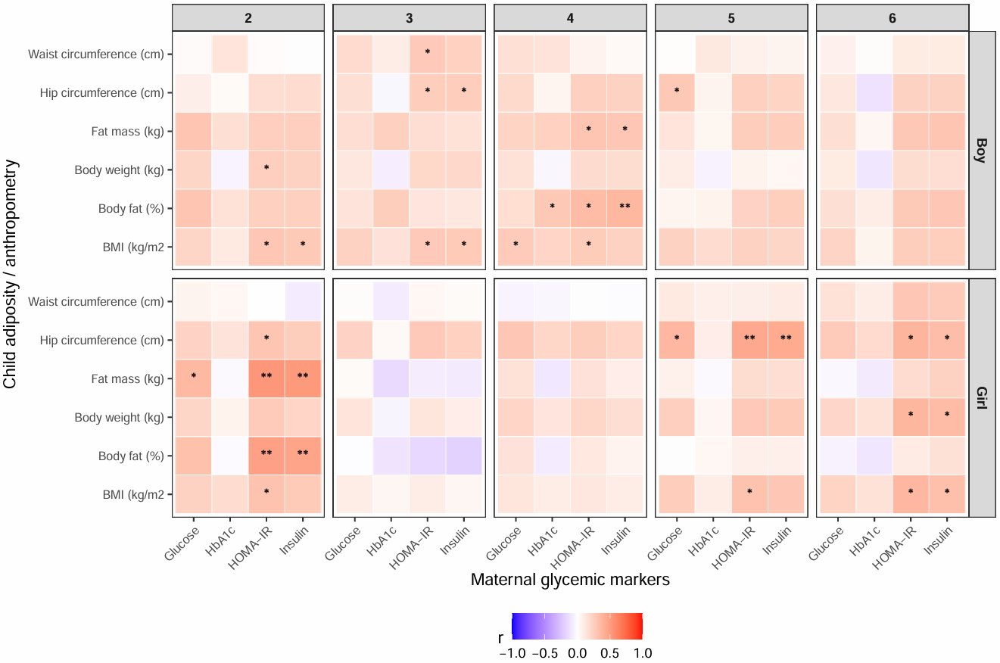 2 3 4 5 6
Child adiposity / anthropometry
Boy
Waist circumference (cm) *
Hip circumference (cm) * * *
Fat mass (kg) * *
Body weight (kg) *
Body fat (%) * * **
BMI (kg/m2 * * * * * *
Girl
Waist circumference (cm)
Hip circumference (cm) * * ** ** * *
Fat mass (kg) * ** **
Body weight (kg) * *
Body fat (%) ** **
BMI (kg/m2 * * * *
Glucose HbA1c HOMA−IR Insulin Glucose HbA1c HOMA−IR Insulin Glucose HbA1c HOMA−IR Insulin Glucose HbA1c HOMA−IR Insulin Glucose HbA1c HOMA−IR Insulin
Maternal glycemic markers
r
−1.0 −0.5 0.0 0.5 1.0